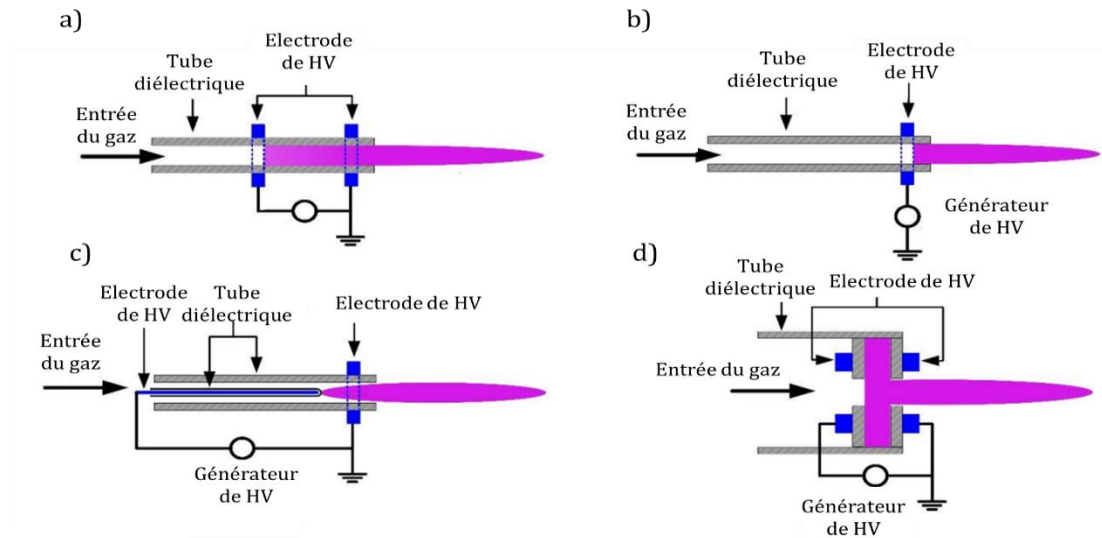 a)
Electrode
de HV
Tube
diélectrique
Entrée
du gaz
b)
Electrode
de HV
Tube
diélectrique
Entrée
du gaz
Générateur
de HV
c)
Electrode
de HV
Tube
diélectrique
Electrode de HV
Entrée
du gaz
Générateur
de HV
d)
Tube
diélectrique
Electrode de HV
Entrée du gaz
Générateur
de HV